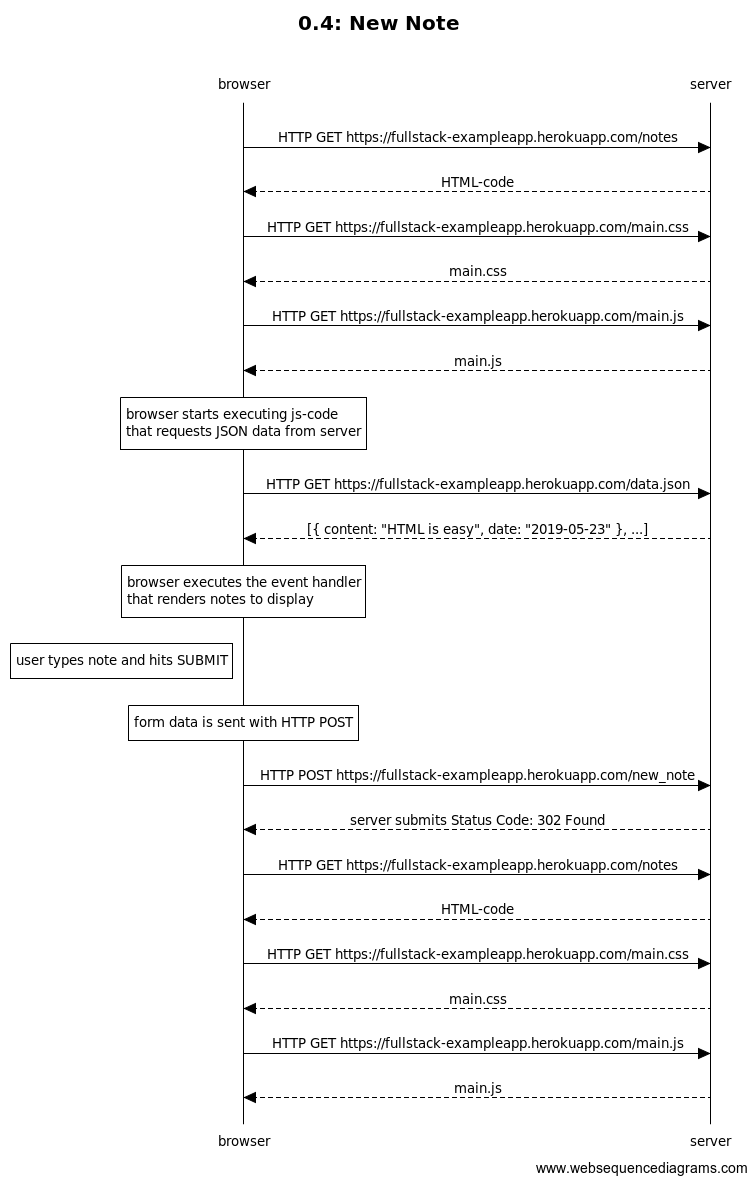 0.4: New Note
browser
server
HTTP GET https://fullstack-exampleapp.herokuapp.com/notes
HTML-code
HTTP GET https://fullstack-exampleapp.herokuapp.com/main.css
main.css
HTTP GET https://fullstack-exampleapp.herokuapp.com/main.js
main.js
browser starts executing js-code
that requests JSON data from server
HTTP GET https://fullstack-exampleapp.herokuapp.com/data.json
[{ content: "HTML is easy", date: "2019-05-23" }, ...]
browser executes the event handler
that renders notes to display
user types note and hits SUBMIT
form data is sent with HTTP POST
HTTP POST https://fullstack-exampleapp.herokuapp.com/new_note
server submits Status Code: 302 Found
HTTP GET https://fullstack-exampleapp.herokuapp.com/notes
HTML-code
HTTP GET https://fullstack-exampleapp.herokuapp.com/main.css
main.css
HTTP GET https://fullstack-exampleapp.herokuapp.com/main.js
main.js
browser
server
www.websequencediagrams.com